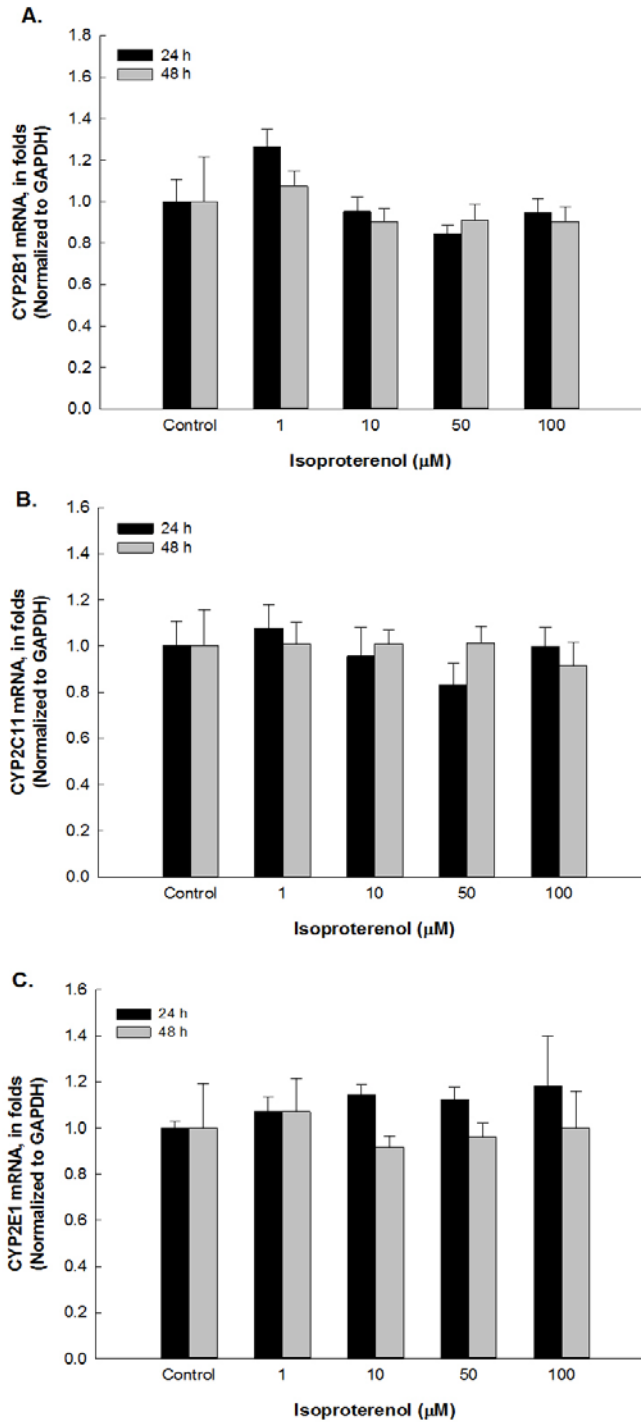 A.
1.8
1.6
1.4
1.2
1.0
0.8
0.6
0.4
0.2
0.0
CYP2B1 mRNA, in folds
(Normalized to GAPDH)
24 h
48 h
Control 1 10 50 100
Isoproterenol (µM)
B.
1.6
1.4
1.2
1.0
0.8
0.6
0.4
0.2
0.0
CYP2C11 mRNA, in folds
(Normalized to GAPDH)
24 h
48 h
Control 1 10 50 100
Isoproterenol (µM)
C.
1.6
1.4
1.2
1.0
0.8
0.6
0.4
0.2
0.0
CYP2E1 mRNA, in folds
(Normalized to GAPDH)
24 h
48 h
Control 1 10 50 100
Isoproterenol (µM)